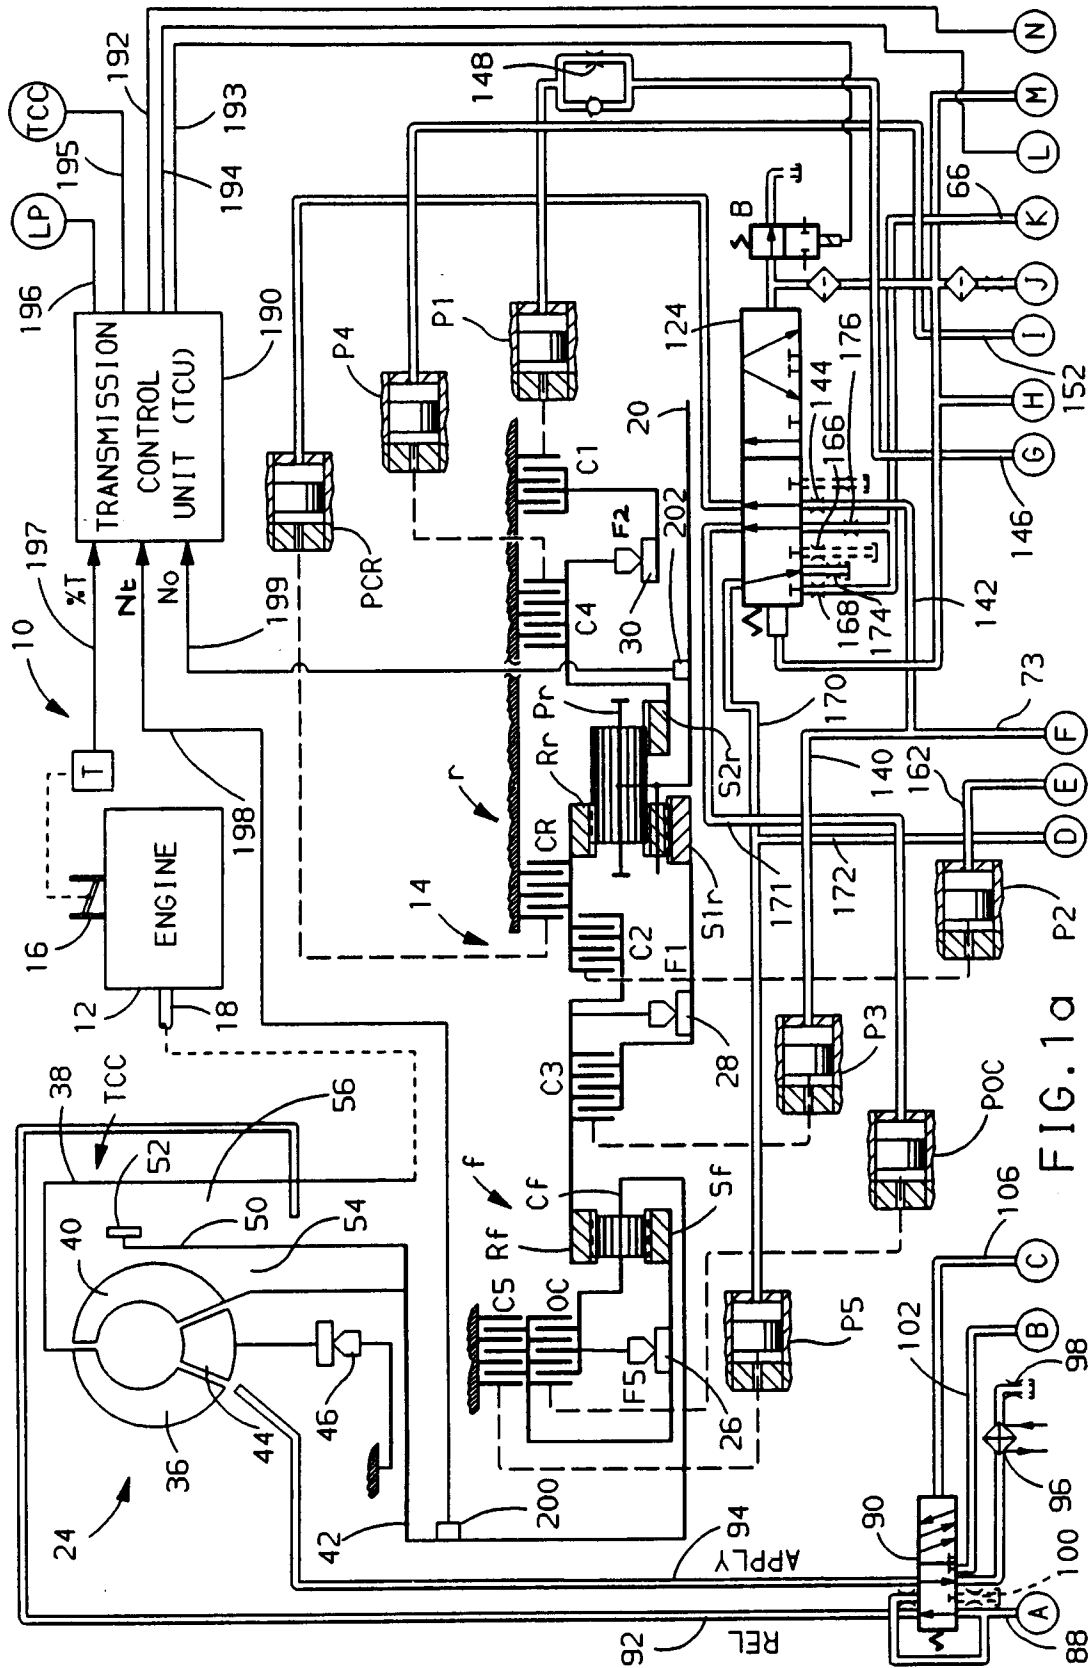 24
36
40
44
46
42
38
TCC
52
50
56
54
12
16
ENGINE
18
T
10
197
%T
Nt
No
198
199
TRANSMISSION
CONTROL
UNIT (TCU)
190
196
LP
195
TCC
192
194
193
200
94
APPLY
92
REL
14
r
f
C5
OC
F5
26
Rf
Cf
Sf
C3
F1
28
C2
CR
Rr
Pr
S1r
S2r
C4
F2
30
C1
202
20
PCR
P4
P1
148
B
124
P5
POC
P3
P2
171
172
140
170
162
142
168
174
166
144
176
73
146
152
66
90
100
96
98
102
106
88
A
B
C
D
E
F
G
H
I
J
K
L
M
N
FIG.1a